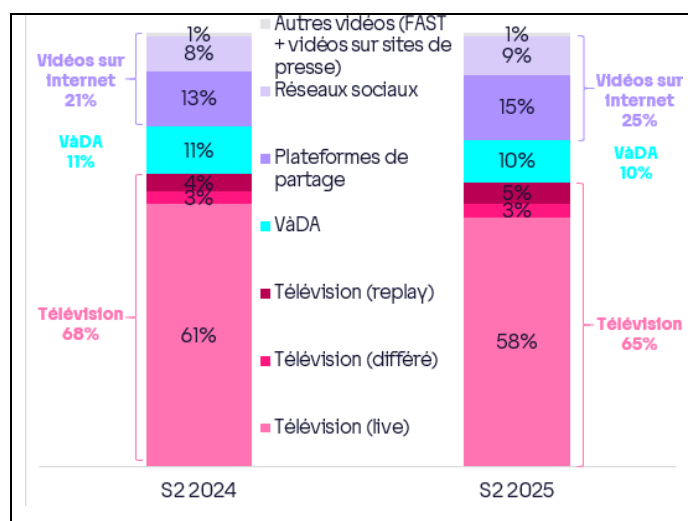 1%
8%
13%
11%
4%
3%
61%
S2 2024
Vidéos sur
internet
21%
VàDA
11%
Télévision
68%
Autres vidéos (FAST
+ vidéos sur sites de
presse)
Réseaux sociaux
Plateformes de
partage
VàDA
Télévision (replay)
Télévision (différé)
Télévision (live)
1%
9%
15%
10%
5%
3%
58%
S2 2025
Vidéos sur
internet
25%
VàDA
10%
Télévision
65%